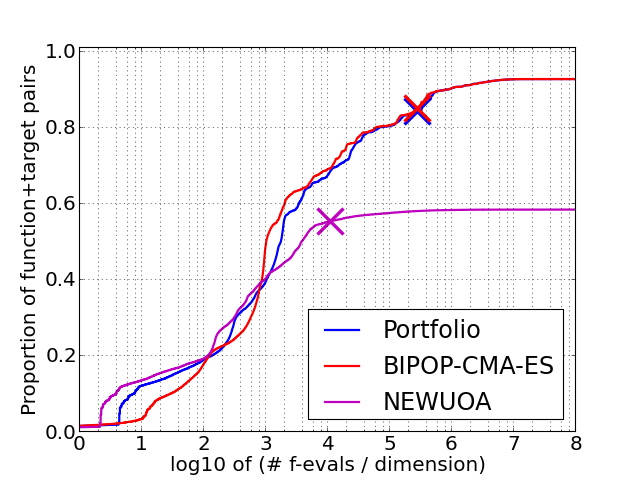 1.0
0.8
0.6
0.4
0.2
0.0
Proportion of function+target pairs
Portfolio
BIPOP-CMA-ES
NEWUOA
0 1 2 3 4 5 6 7 8
log10 of (# f-evals / dimension)